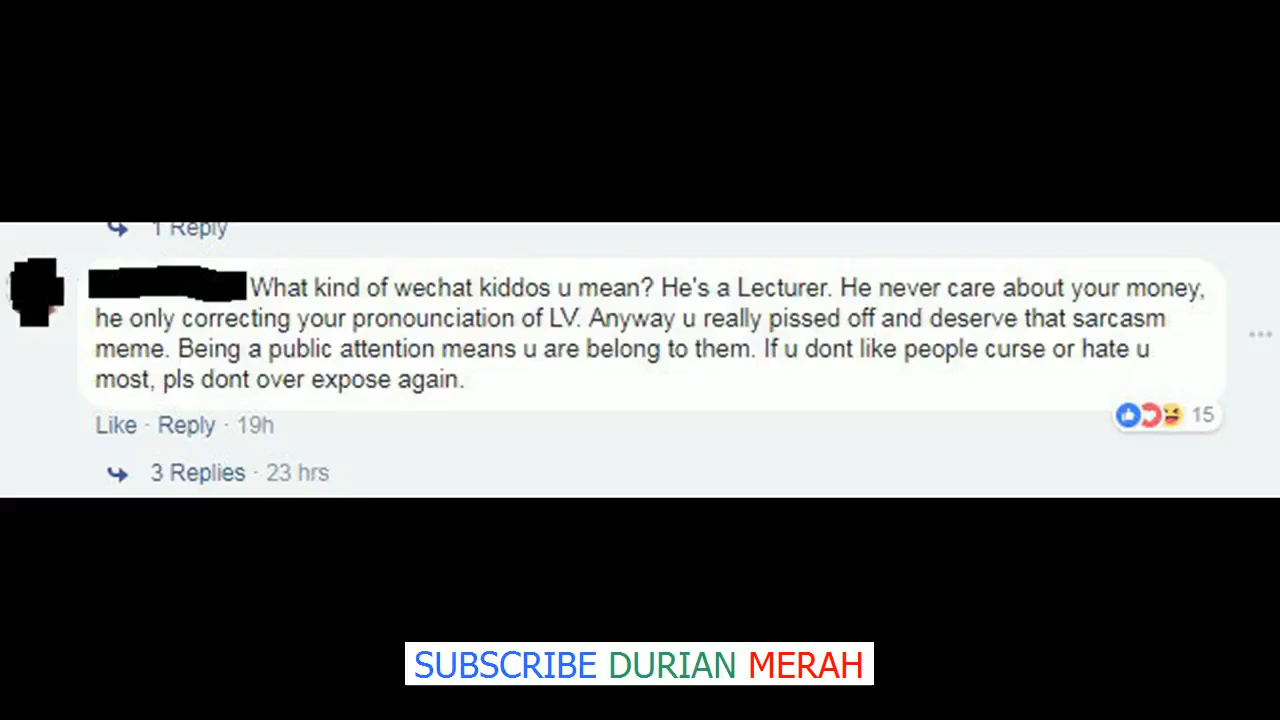 1 Reply
What kind of wechat kiddos u mean? He's a Lecturer. He never care about your money,
he only correcting your pronounciation of LV. Anyway u really pissed off and deserve that sarcasm
meme. Being a public attention means u are belong to them. If u dont like people curse or hate u
most, pls dont over expose again.
Like · Reply · 19h
15
3 Replies · 23 hrs
SUBSCRIBE DURIAN MERAH